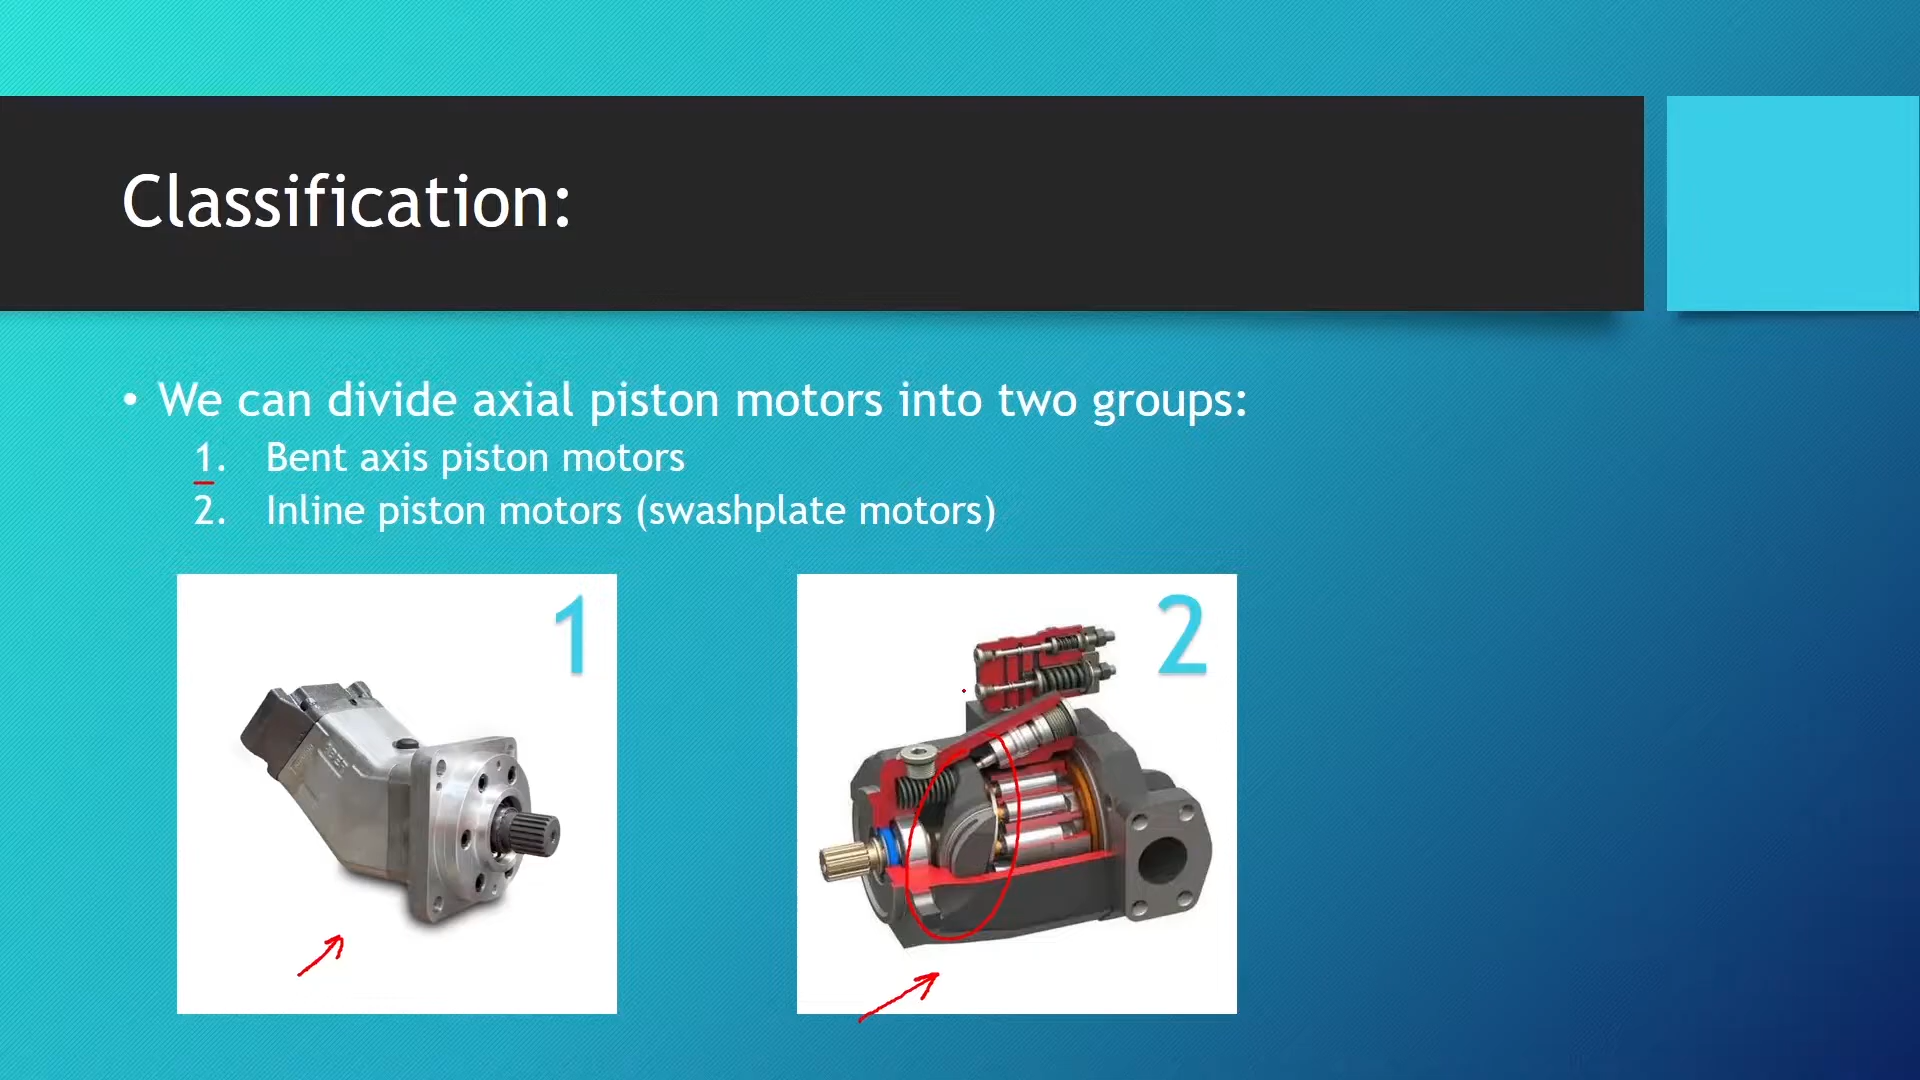 Classification:
• We can divide axial piston motors into two groups:
1. Bent axis piston motors
2. Inline piston motors (swashplate motors)
1
2